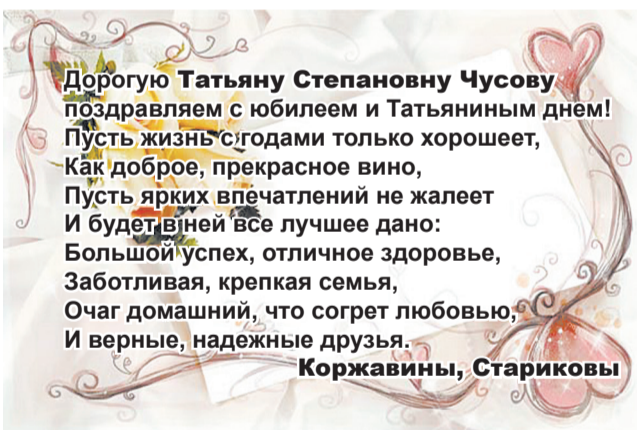 Дорогую Татьяну Степановну Чусову
поздравляем с юбилеем и Татьяниным днем!
Пусть жизнь с годами только хорошеет,
Как доброе, прекрасное вино,
Пусть ярких впечатлений не жалеет
И будет в ней все лучшее дано:
Большой успех, отличное здоровье,
Заботливая, крепкая семья,
Очаг домашний, что согрет любовью,
И верные, надежные друзья.
Коржавины, Стариковы